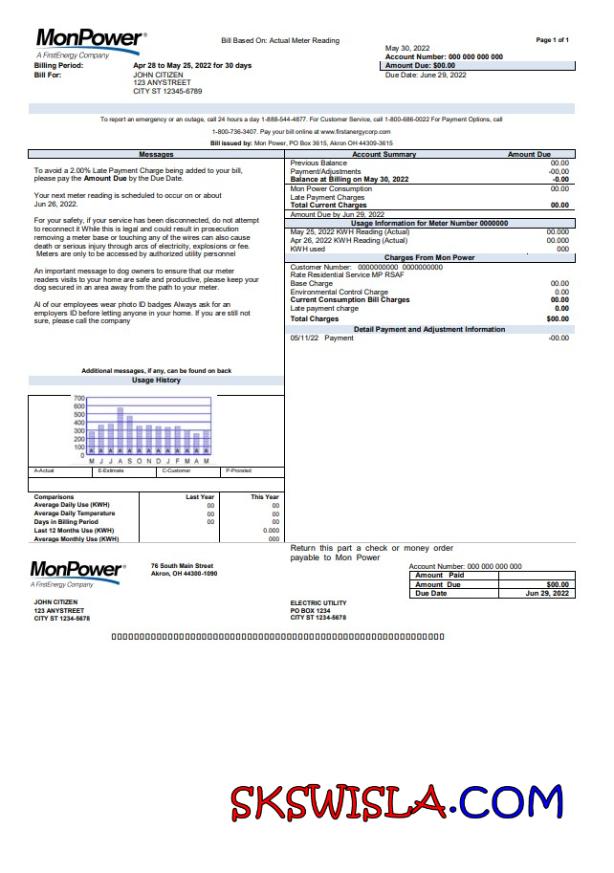 MonPower®
A FirstEnergy Company
Bill Based On: Actual Meter Reading
Page 1 of 1
May 30, 2022
Account Number: 000 000 000 000
Amount Due: $00.00
Due Date: June 29, 2022
Billing Period: Apr 28 to May 25, 2022 for 30 days
Bill For: JOHN CITIZEN
123 ANYSTREET
CITY ST 12345-6789
To report an emergency or an outage, call 24 hours a day 1-888-544-4877. For Customer Service, call 1-800-686-0022 For Payment Options, call
1-800-736-3407. Pay your bill online at www.firstanergycorp.com
Bill issued by: Mon Power, PO Box 3615, Akron OH 44309-3615
Messages
To avoid a 2.00% Late Payment Charge being added to your bill,
please pay the Amount Due by the Due Date.
Your next meter reading is scheduled to occur on or about
Jun 26, 2022.
For your safety, if your service has been disconnected, do not attempt
to reconnect it While this is legal and could result in prosecution
removing a meter base or touching any of the wires can also cause
death or serious injury through arcs of electricity, explosions or fee.
Meters are only to be accessed by authorized utility personnel
An important message to dog owners to ensure that our meter
readers visits to your home are safe and productive, please keep your
dog secured in an area away from the path to your meter.
Al of our employees wear photo ID badges Always ask for an
employers ID before letting anyone in your home. If you are still not
sure, please call the company
Additional messages, if any, can be found on back
Account Summary Amount Due
Previous Balance 00.00
Payment/Adjustments -00,00
Balance at Billing on May 30, 2022 -0.00
Mon Power Consumption 00.00
Late Payment Charges
Total Current Charges 00.00
Amount Due by Jun 29, 2022
Usage Information for Meter Number 0000000
May 25, 2022 KWH Reading (Actual) 00.000
Apr 26, 2022 KWH Reading (Actual) 00.000
KWH used 000
Charges From Mon Power
Customer Number: 0000000000 0000000000
Rate Residential Service MP RSAF
Base Charge 00.00
Environmental Control Charge 0.00
Current Consumption Bill Charges 00.00
Late payment charge 0.00
Total Charges $00.00
Detail Payment and Adjustment Information
05/11/22 Payment -00.00
Usage History
700
600
500
400
300
200
100
0
A A A A A A A A A A A A A
M J J A S O N D J F M A M
A-Actual E-Estimate C-Customer
Comparisons Last Year This Year
Average Daily Use (KWH) 00 00
Average Daily Temperature 00 00
Days in Billing Period 00 00
Last 12 Months Use (KWH) 0.000
Average Monthly Use (KWH) 000
Return this part a check or money order
payable to Mon Power
MonPower®
A FirstEnergy Company
76 South Main Street
Akron, OH 44300-1090
Account Number: 000 000 000 000
Amount Paid
Amount Due $00.00
Due Date Jun 29, 2022
JOHN CITIZEN
123 ANYSTREET
CITY ST 1234-5678
ELECTRIC UTILITY
PO BOX 1234
CITY ST 1234-5678
SKSWISLA.COM